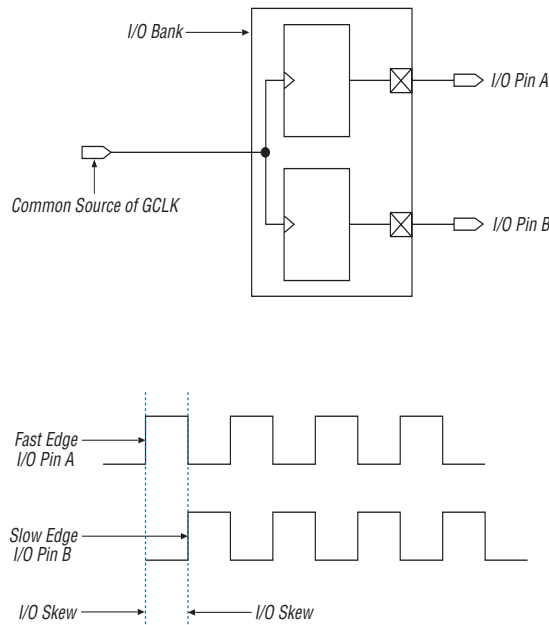 I/O Bank
I/O Pin A
Common Source of GCLK
I/O Pin B
Fast Edge
I/O Pin A
Slow Edge
I/O Pin B
I/O Skew
I/O Skew